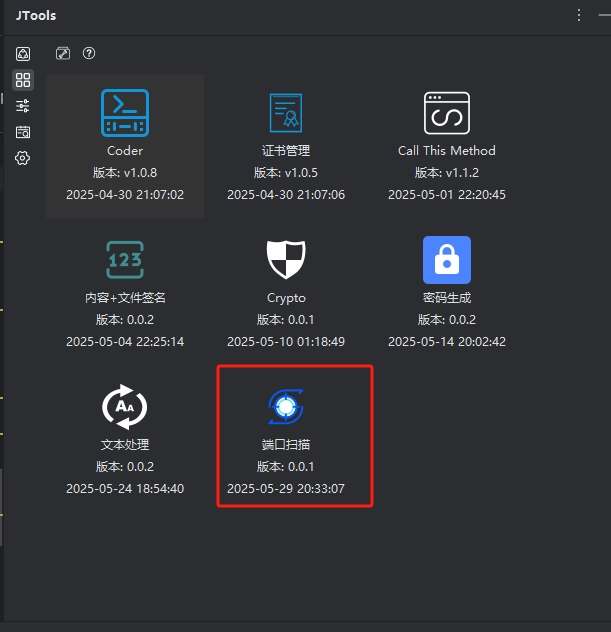 JTools
Coder
版本: v1.0.8
2025-04-30 21:07:02
证书管理
版本: v1.0.5
2025-04-30 21:07:06
Call This Method
版本: v1.1.2
2025-05-01 22:20:45
123
内容+文件签名
版本: 0.0.2
2025-05-04 22:25:14
Crypto
版本: 0.0.1
2025-05-10 01:18:49
密码生成
版本: 0.0.2
2025-05-14 20:02:42
AA
文本处理
版本: 0.0.2
2025-05-24 18:54:40
端口扫描
版本: 0.0.1
2025-05-29 20:33:07